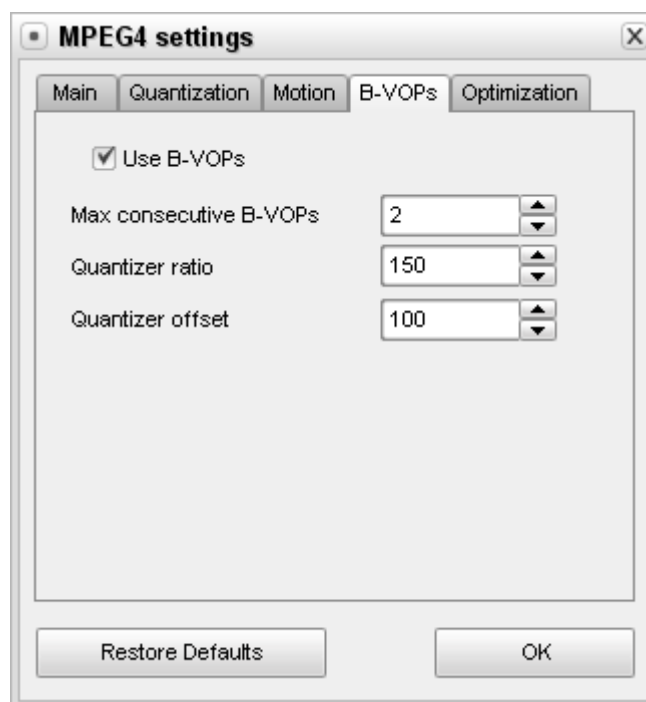 MPEG4 settings
Main Quantization Motion B-VOPs Optimization
Use B-VOPs
Max consecutive B-VOPs 2
Quantizer ratio 150
Quantizer offset 100
Restore Defaults OK